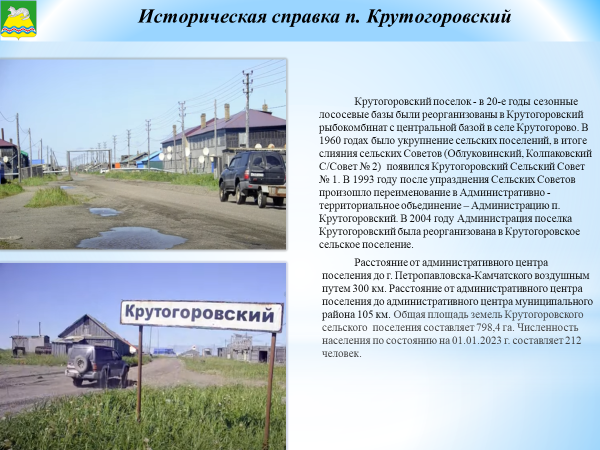 Историческая справка п. Крутогоровский
Крутогоровский поселок - в 20-е годы сезонные
лососевые базы были реорганизованы в Крутогоровский
рыбокомбинат с центральной базой в селе Крутогорово. В
1960 годах было укрупнение сельских поселений, в итоге
слияния сельских Советов (Облуковинский, Колпаковский
С/Совет № 2) появился Крутогоровский Сельский Совет
№ 1. В 1993 году после упразднения Сельских Советов
произошло переименование в Административно -
территориальное обьединение – Администрацию п.
Крутогоровский. В 2004 году Администрация поселка
Крутогоровский была реорганизована в Крутогоровское
сельское поселение.
Расстояние от административного центра
поселения до г. Петропавловска-Камчатского воздушным
путем 300 км. Расстояние от административного центра
поселения до административного центра муниципального
района 105 км. Общая площадь земель Крутогоровского
сельского поселения составляет 798,4 га. Численность
населения по состоянию на 01.01.2023 г. составляет 212
человек.
Крутогоровский